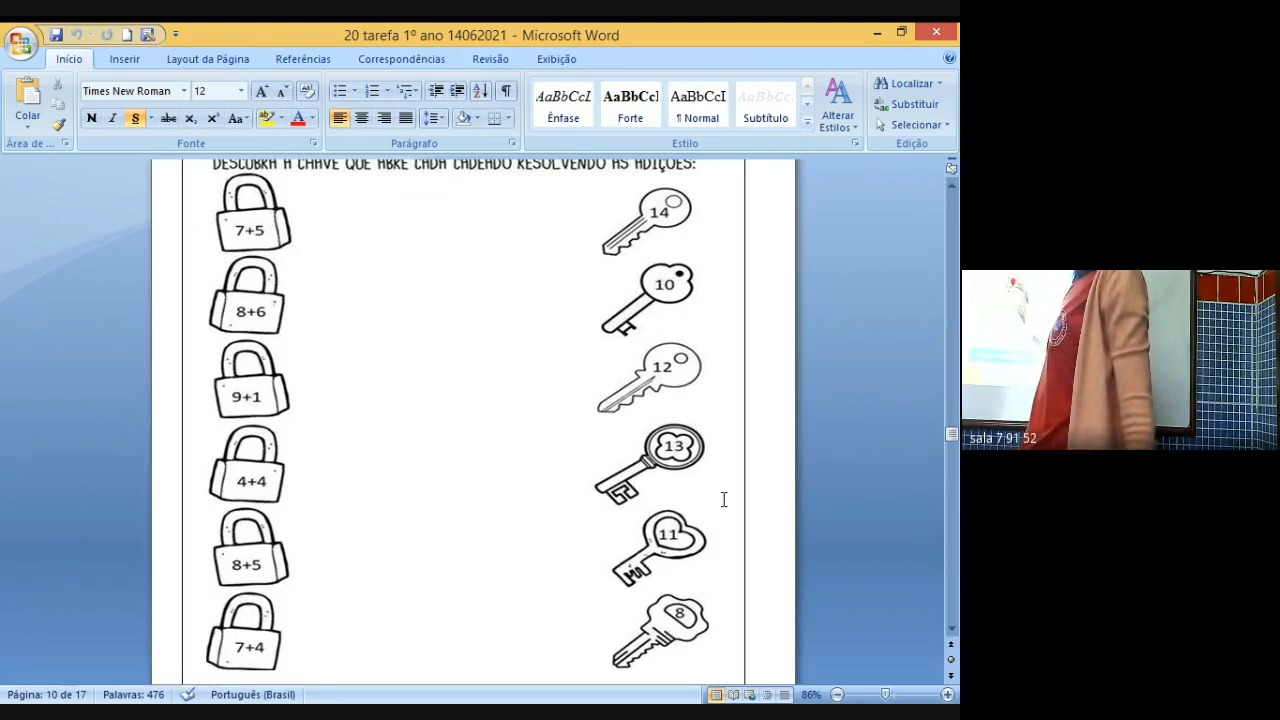 20 tarefa 1º ano 14062021 - Microsoft Word
Início Inserir Layout da Página Referências Correspondências Revisão Exibição
Colar
Times New Roman 12
AaBbCcI AaBbCcI AaBbCcI AaBbCc.
Ênfase Forte ¶ Normal Subtítulo
Alterar Estilos
Localizar
Substituir
Selecionar
Área de ... Fonte Parágrafo Estilo Edição
DESCUBRA A CHAVE QUE ABRE CADA CADEADO RESOLVENDO AS ADIÇÕES:
7+5 14
8+6 10
9+1 12
4+4 13
8+5 11
7+4 8
sala 7 91 52
Página: 10 de 17 Palavras: 476 Português (Brasil) 86%